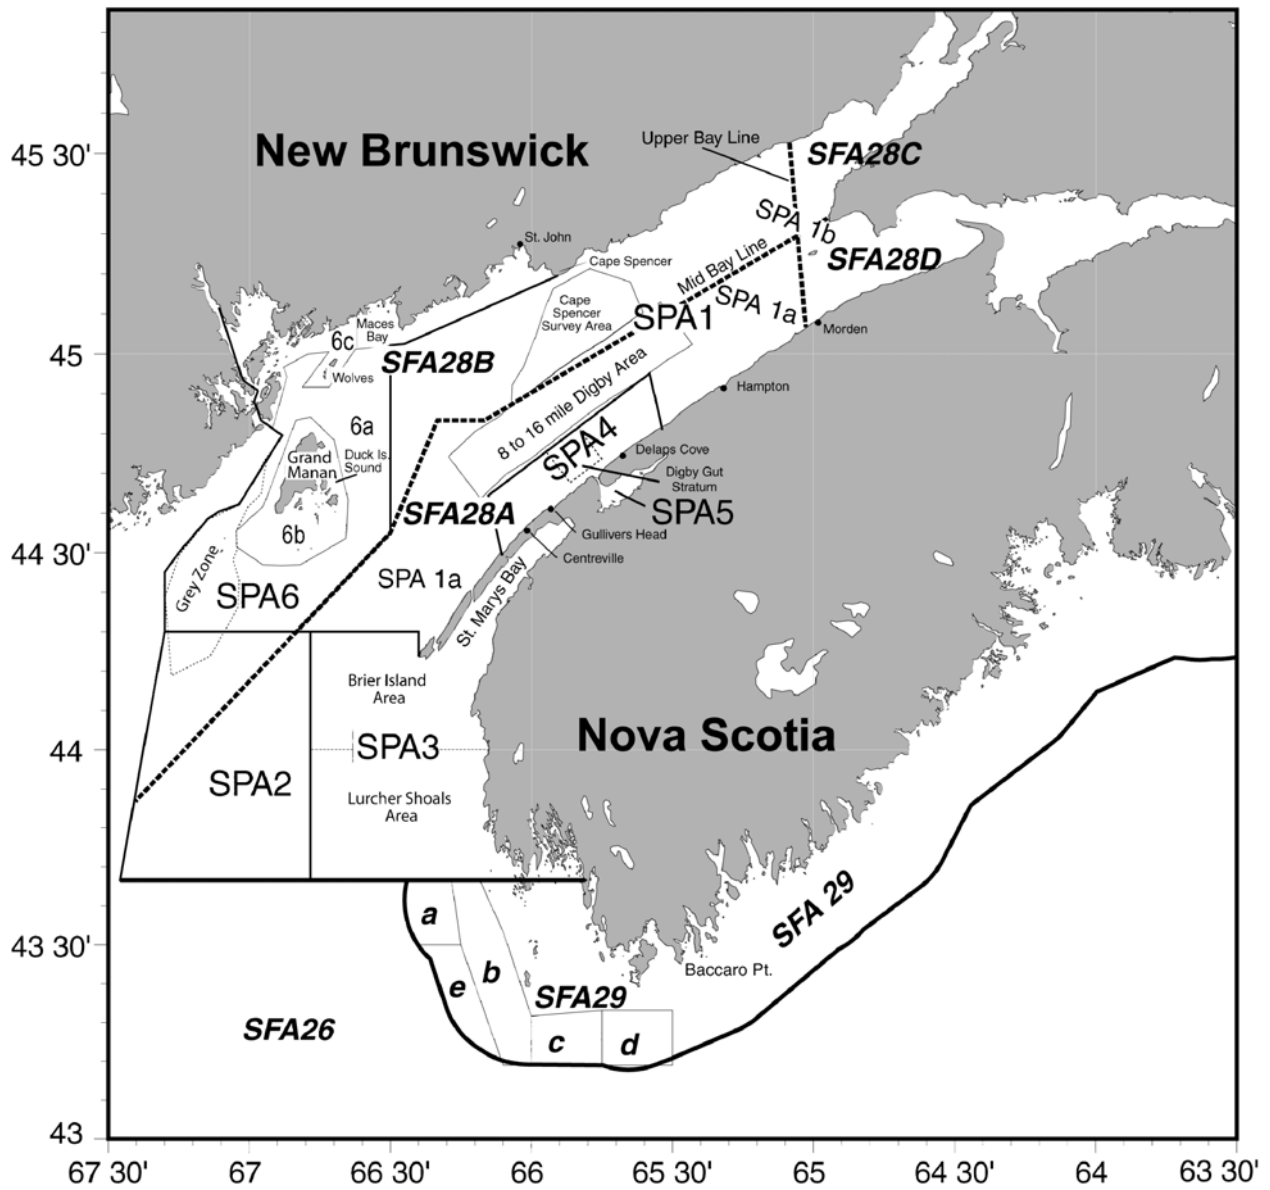 45 30'
45
44 30'
44
43 30'
43
67 30'
67
66 30'
66
65 30'
65
64 30'
64
63 30'
New Brunswick
Upper Bay Line
SFA28C
SPA 1b
SFA28D
St. John
Cape Spencer
Mid Bay Line
Cape
Spencer
Survey Area
SPA1
SPA 1a
Morden
Maces
Bay
6c
SFA28B
Wolves
8 to 16 mile Digby Area
Hampton
6a
Grand
Manan
Duck Is.
Sound
SPA4
Delaps Cove
Digby Gut
Stratum
SFA28A
SPA5
6b
Gullivers Head
Centreville
Grey Zone
SPA6
SPA 1a
St. Marys Bay
Brier Island
Area
Nova Scotia
SPA3
SPA2
Lurcher Shoals
Area
a
b
e
SFA 29
Baccaro Pt.
SFA29
SFA26
c
d